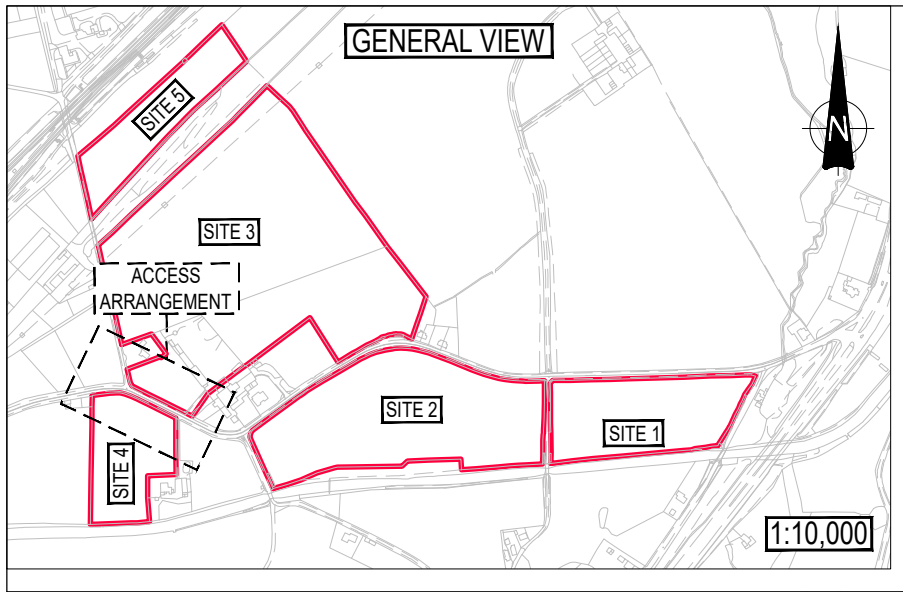 GENERAL VIEW
SITE 5
N
SITE 3
ACCESS
ARRANGEMENT
SITE 2
SITE 1
SITE 4
1:10,000